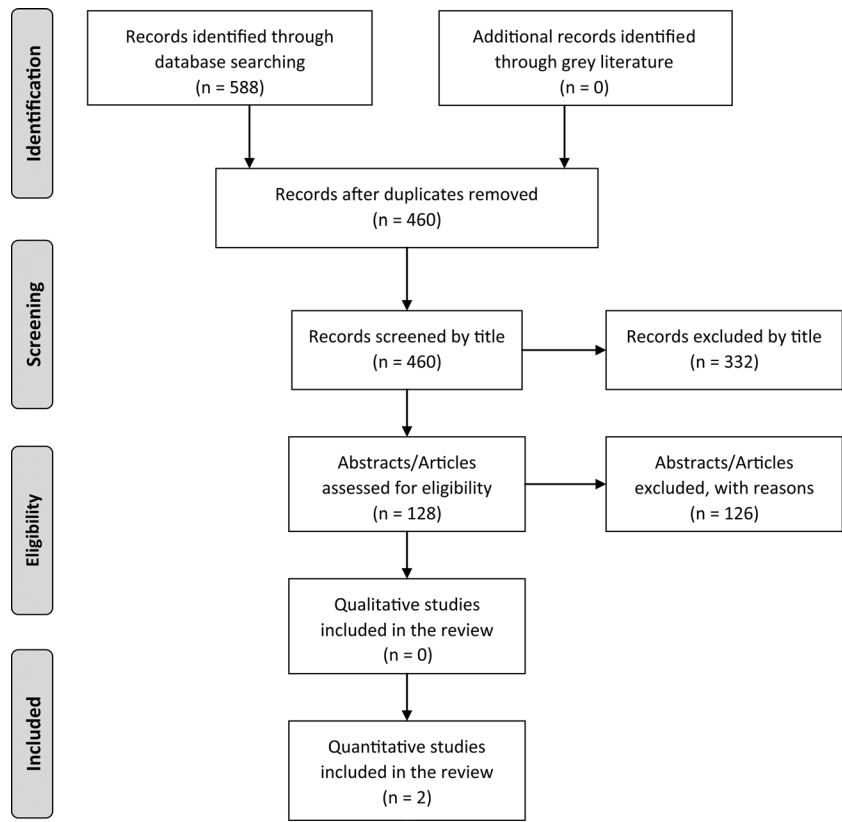 Identification
Records identified through
database searching
(n = 588)
Additional records identified
through grey literature
(n = 0)
Records after duplicates removed
(n = 460)
Screening
Records screened by title
(n = 460)
Records excluded by title
(n = 332)
Eligibility
Abstracts/Articles
assessed for eligibility
(n = 128)
Abstracts/Articles
excluded, with reasons
(n = 126)
Qualitative studies
included in the review
(n = 0)
Included
Quantitative studies
included in the review
(n = 2)